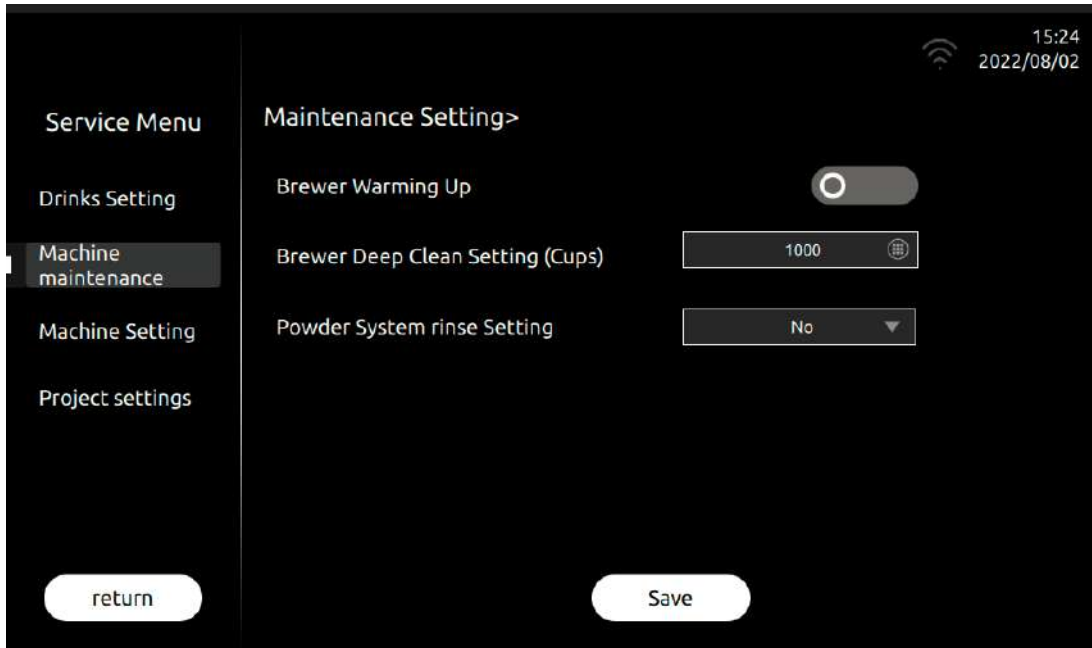 15:24
2022/08/02
Service Menu
Drinks Setting
Machine
maintenance
Machine Setting
Project settings
return
Maintenance Setting>
Brewer Warming Up
Brewer Deep Clean Setting (Cups)
1000
Powder System rinse Setting
No
Save